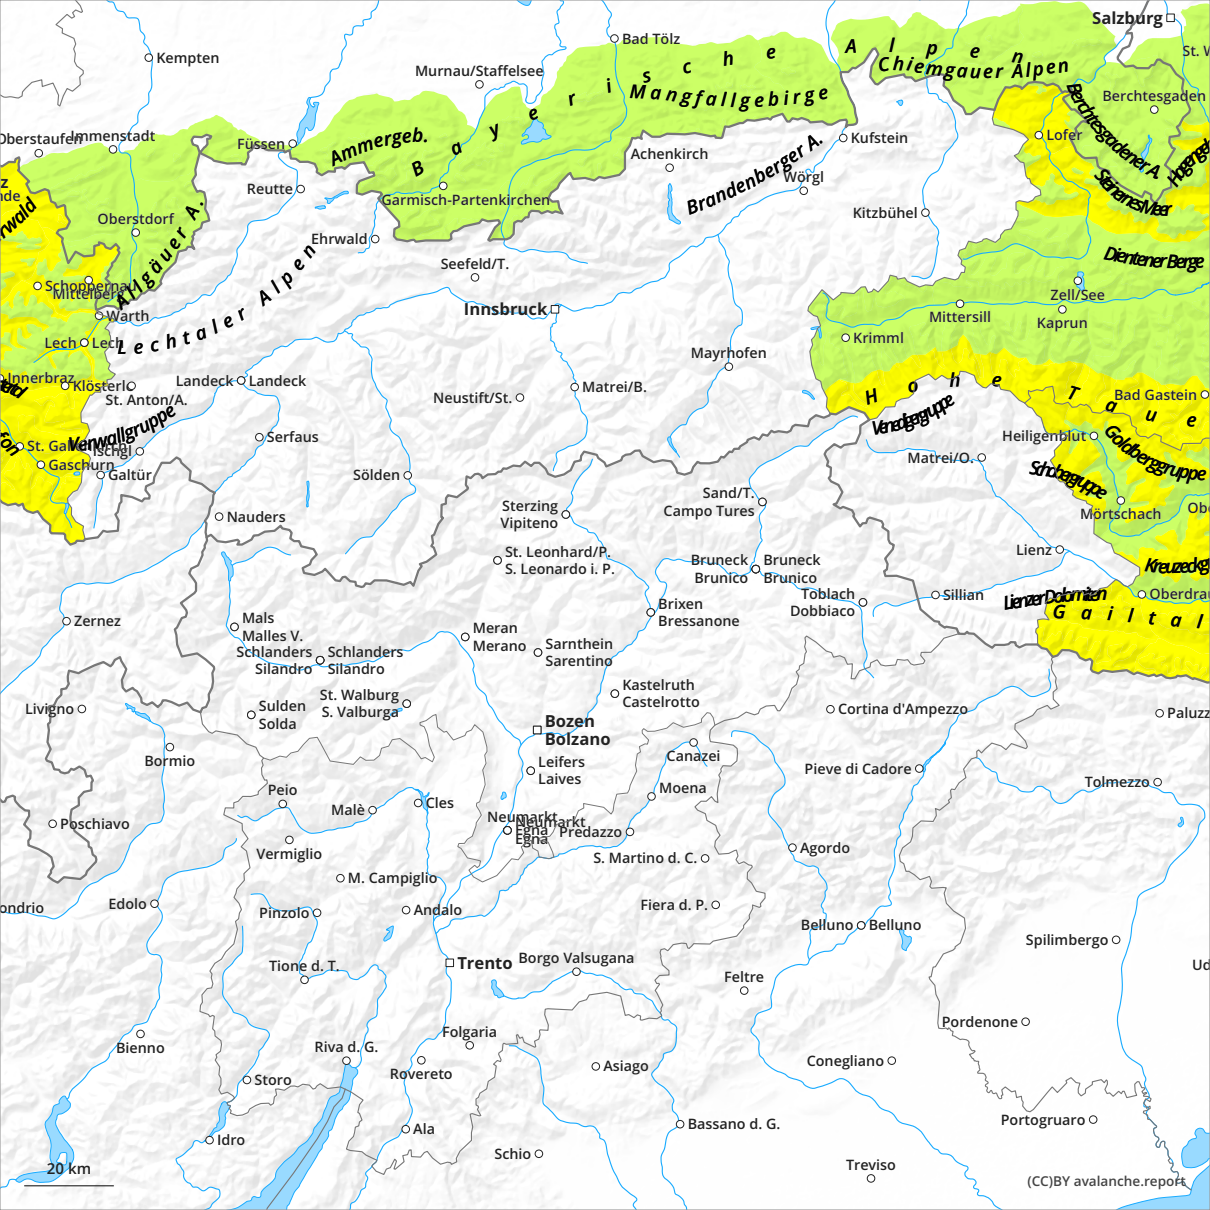 Salzburg
Kempten
Bad Tölz
Bayerische Alpen
Chiemgauer Alpen
St. W
Murnau/Staffelsee
Mangfallgebirge
Berchtesgaden
Berchtesgadener A.
Oberstaufen
Immenstadt
Füssen
Ammergeb.
Achenkirch
Brandenberger A.
Kufstein
Lofer
Steinernes Meer
Reutte
Garmisch-Partenkirchen
Wörgl
Kitzbühel
Oberstdorf
Allgäuer A.
Ehrwald
Seefeld/T.
Dientener Berge
Schoppernau
Mittelberg
Zell/See
Kaprun
Warth
Lechtaler Alpen
Innsbruck
Mittersill
Lech
Lech
Krimml
Innerbraz
Klösterle
St. Anton/A.
Landeck
Landeck
Neustift/St.
Matrei/B.
Mayrhofen
Hohe Taue
Bad Gastein
Venedigergruppe
Verwallgruppe
Serfaus
Heiligenblut
Goldberggruppe
St. Gallenkirch
Ischgl
Gaschurn
Galtür
Sölden
Matrei/O.
Schobergruppe
Nauders
Sterzing
Vipiteno
Sand/T.
Campo Tures
Mörtschach
Obe
St. Leonhard/P.
S. Leonardo i. P.
Bruneck
Brunico
Bruneck
Brunico
Lienz
Kreuzeckg
Toblach
Dobbiaco
Sillian
Lienzer Dolomiten
Oberdrau
Gailtal
Zernez
Mals
Malles V.
Brixen
Bressanone
Meran
Merano
Sarnthein
Sarentino
Schlanders
Silandro
Schlanders
Silandro
Kastelruth
Castelrotto
St. Walburg
S. Valburga
Livigno
Sulden
Solda
Cortina d'Ampezzo
Paluzz
Bozen
Bolzano
Bormio
Canazei
Leifers
Laives
Pieve di Cadore
Tolmezzo
Peio
Moena
Malè
Cles
Poschiavo
Neumarkt
Egna
Neumarkt
Egna
Predazzo
Vermiglio
Agordo
S. Martino d. C.
M. Campiglio
ondrio
Edolo
Pinzolo
Andalo
Fiera d. P.
Belluno
Belluno
Spilimbergo
Tione d. T.
Trento
Borgo Valsugana
Ud
Feltre
Pordenone
Bienno
Folgaria
Riva d. G.
Rovereto
Asiago
Conegliano
Storo
Portogruaro
Idro
Ala
Bassano d. G.
Schio
Treviso
20 km
(CC)BY avalanche.report